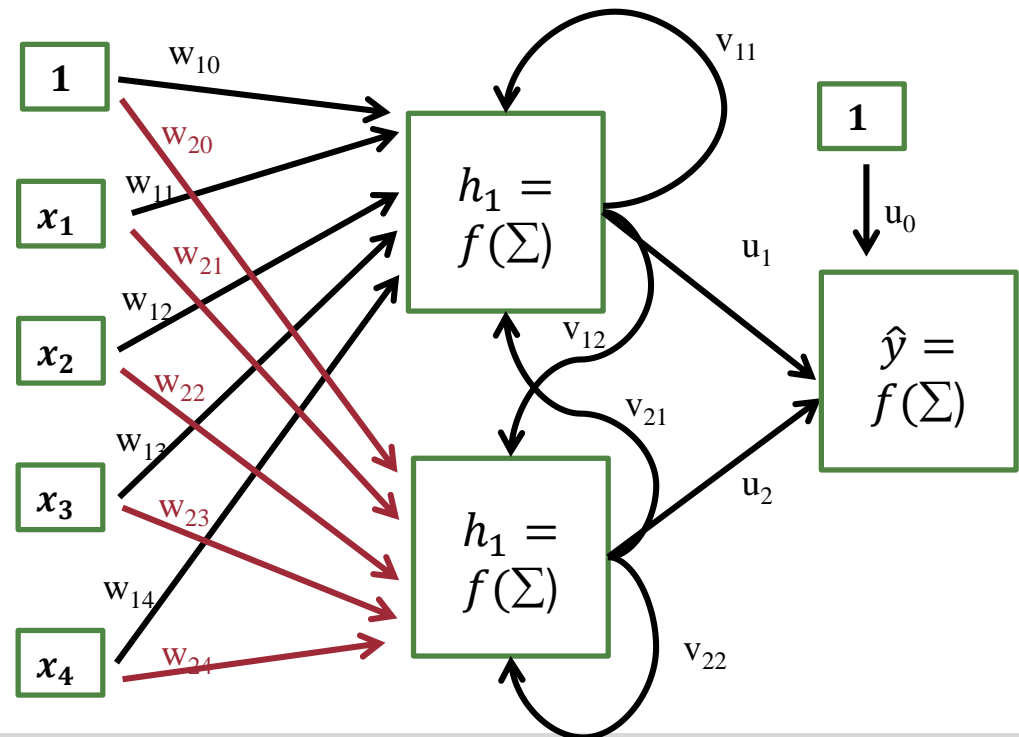 1
w₁₀
w₂₀
x₁
w₁₁
w₂₁
x₂
w₁₂
w₂₂
x₃
w₁₃
w₂₃
x₄
w₁₄
w₂₄
h₁ =
f(∑)
v₁₁
v₁₂
h₁ =
f(∑)
v₂₁
v₂₂
u₁
u₂
1
u₀
ŷ =
f(∑)